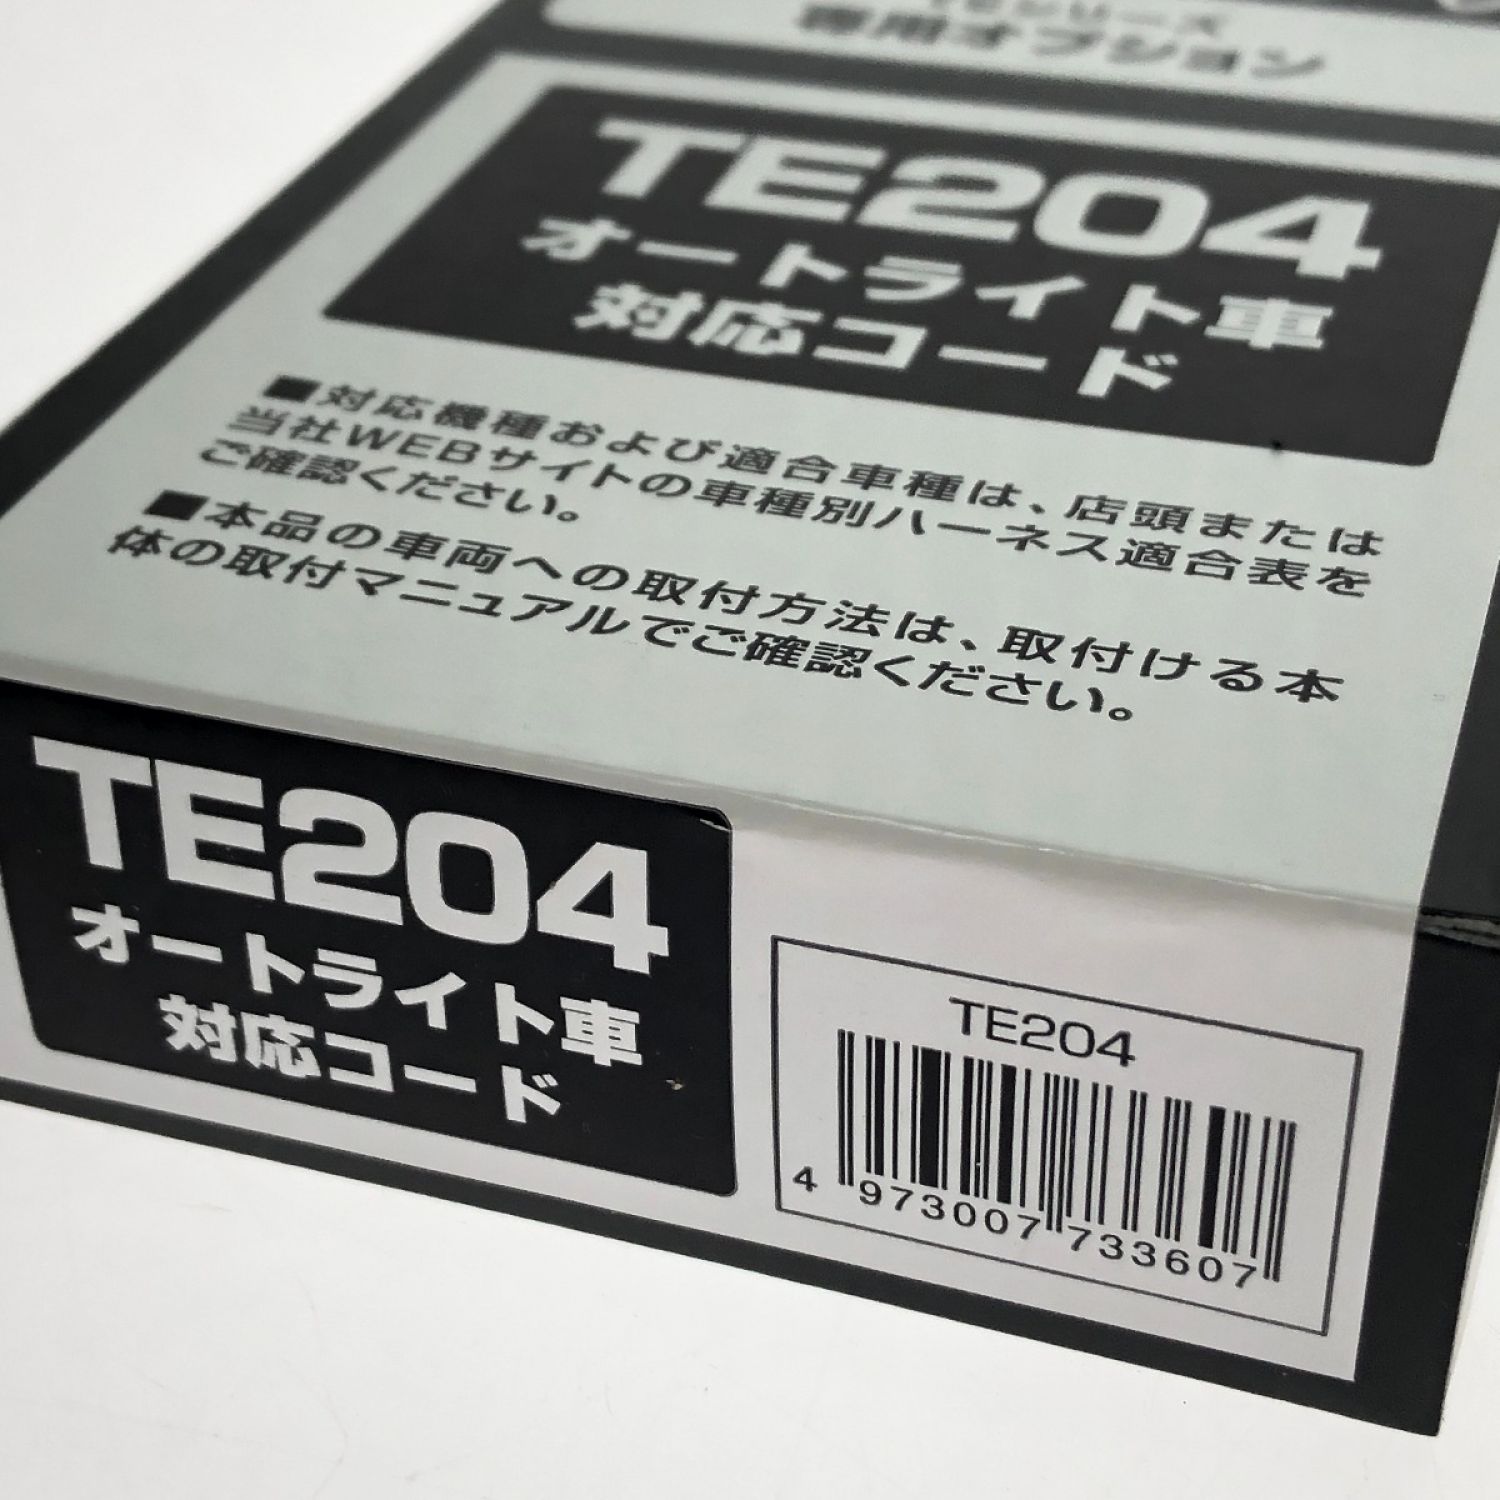 TEシリーズ
専用オプション
TE204
オートライト車
対応コード
■対応機種および適合車種は、店頭または
当社WEBサイトの車種別ハーネス適合表を
ご確認ください。
■本品の車両への取付方法は、取付ける本
体の取付マニュアルでご確認ください。
TE204
オートライト車
対応コード
TE204
4 973007 733607